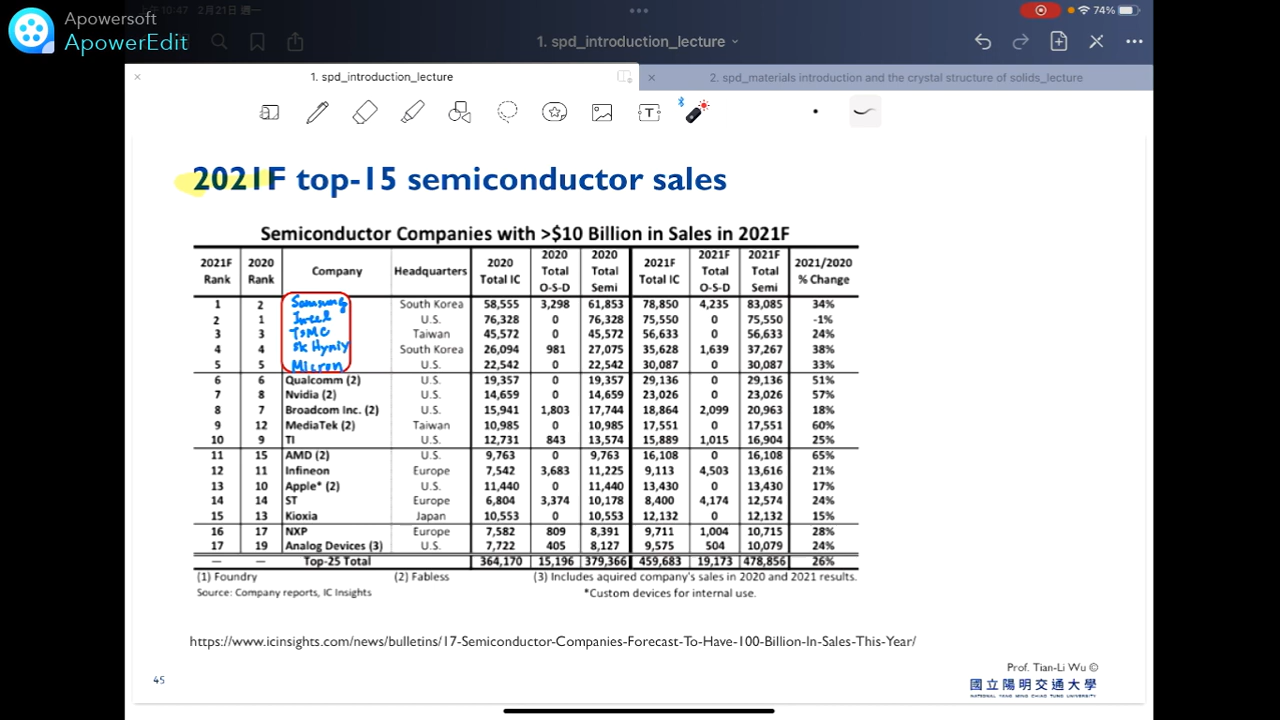 Apowersoft
ApowerEdit
上午10:47 2月21日 週一
74%
1. spd_introduction_lecture
1. spd_introduction_lecture
2. spd_materials introduction and the crystal structure of solids_lecture
2021F top-15 semiconductor sales
Semiconductor Companies with >$10 Billion in Sales in 2021F
2021F Rank 2020 Rank Company Headquarters 2020 Total IC 2020 Total O-S-D 2020 Total Semi 2021F Total IC 2021F Total O-S-D 2021F Total Semi 2021/2020 % Change
1 2 Samsung South Korea 58,555 3,298 61,853 78,850 4,235 83,085 34%
2 1 Intel U.S. 76,328 0 76,328 75,550 0 75,550 -1%
3 3 TSMC Taiwan 45,572 0 45,572 56,633 0 56,633 24%
4 4 SK Hynix South Korea 26,094 981 27,075 35,628 1,639 37,267 38%
5 5 Micron U.S. 22,542 0 22,542 30,087 0 30,087 33%
6 6 Qualcomm (2) U.S. 19,357 0 19,357 29,136 0 29,136 51%
7 8 Nvidia (2) U.S. 14,659 0 14,659 23,026 0 23,026 57%
8 7 Broadcom Inc. (2) U.S. 15,941 1,803 17,744 18,864 2,099 20,963 18%
9 12 MediaTek (2) Taiwan 10,985 0 10,985 17,551 0 17,551 60%
10 9 TI U.S. 12,731 843 13,574 15,889 1,015 16,904 25%
11 15 AMD (2) U.S. 9,763 0 9,763 16,108 0 16,108 65%
12 11 Infineon Europe 7,542 3,683 11,225 9,113 4,503 13,616 21%
13 10 Apple* (2) U.S. 11,440 0 11,440 13,430 0 13,430 17%
14 14 ST Europe 6,804 3,374 10,178 8,400 4,174 12,574 24%
15 13 Kioxia Japan 10,553 0 10,553 12,132 0 12,132 15%
16 17 NXP Europe 7,582 809 8,391 9,711 1,004 10,715 28%
17 19 Analog Devices (3) U.S. 7,722 405 8,127 9,575 504 10,079 24%
— — Top-25 Total 364,170 15,196 379,366 459,683 19,173 478,856 26%
(1) Foundry (2) Fabless (3) Includes aquired company's sales in 2020 and 2021 results.
Source: Company reports, IC Insights *Custom devices for internal use.
https://www.icinsights.com/news/bulletins/17-Semiconductor-Companies-Forecast-To-Have-100-Billion-In-Sales-This-Year/
45
Prof. Tian-Li Wu ©
國立陽明交通大學
NATIONAL YANG MING CHIAO TUNG UNIVERSITY